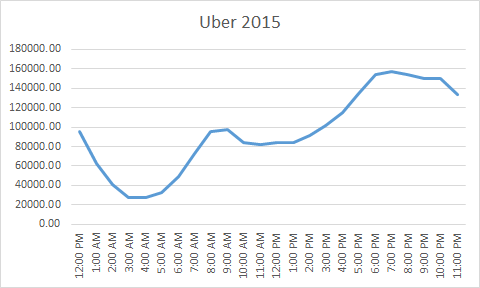 Uber 2015
180000.00
160000.00
140000.00
120000.00
100000.00
80000.00
60000.00
40000.00
20000.00
0.00
12:00 PM
1:00 AM
2:00 AM
3:00 AM
4:00 AM
5:00 AM
6:00 AM
7:00 AM
8:00 AM
9:00 AM
10:00 AM
11:00 AM
12:00 PM
1:00 PM
2:00 PM
3:00 PM
4:00 PM
5:00 PM
6:00 PM
7:00 PM
8:00 PM
9:00 PM
10:00 PM
11:00 PM